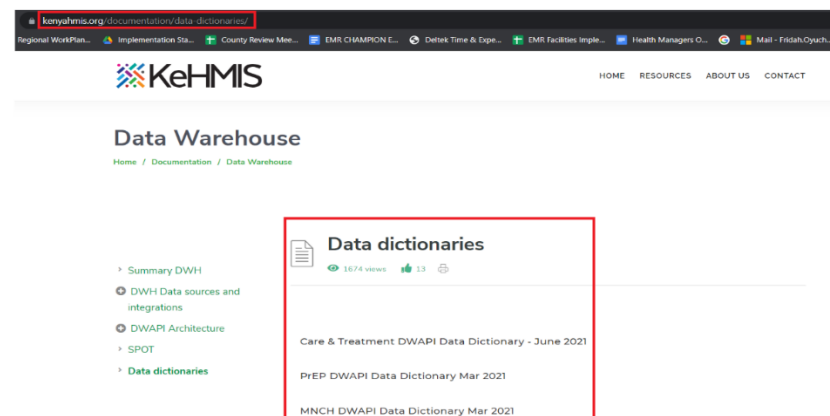 kenyahmis.org/documentation/data-dictionaries/
Regional WorkPlan... Implementation Sta... County Review Mee... EMR CHAMPION E... Deltek Time & Expe... EMR Facilities Imple... Health Managers O... Mail - Fridah.Oyuch...
KeHMIS
HOME RESOURCES ABOUT US CONTACT
Data Warehouse
Home / Documentation / Data Warehouse
Data dictionaries
1674 views 13
Summary DWH
DWH Data sources and
integrations
DWAPI Architecture
SPOT
Data dictionaries
Care & Treatment DWAPI Data Dictionary - June 2021
PrEP DWAPI Data Dictionary Mar 2021
MNCH DWAPI Data Dictionary Mar 2021